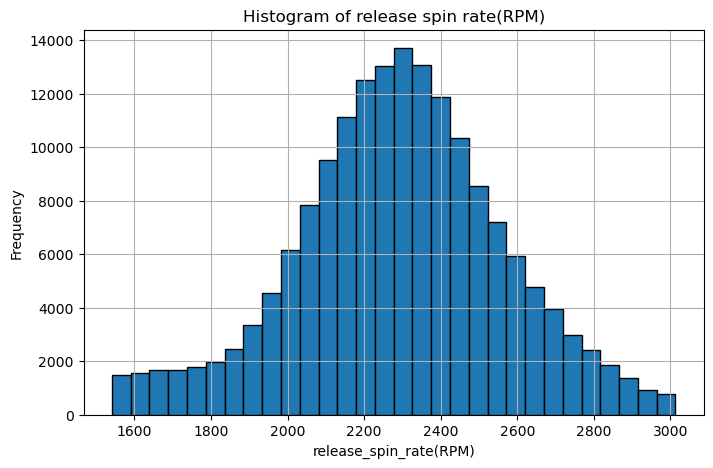 Histogram of release spin rate(RPM)
14000
12000
10000
8000
6000
4000
2000
0
Frequency
1600 1800 2000 2200 2400 2600 2800 3000
release_spin_rate(RPM)